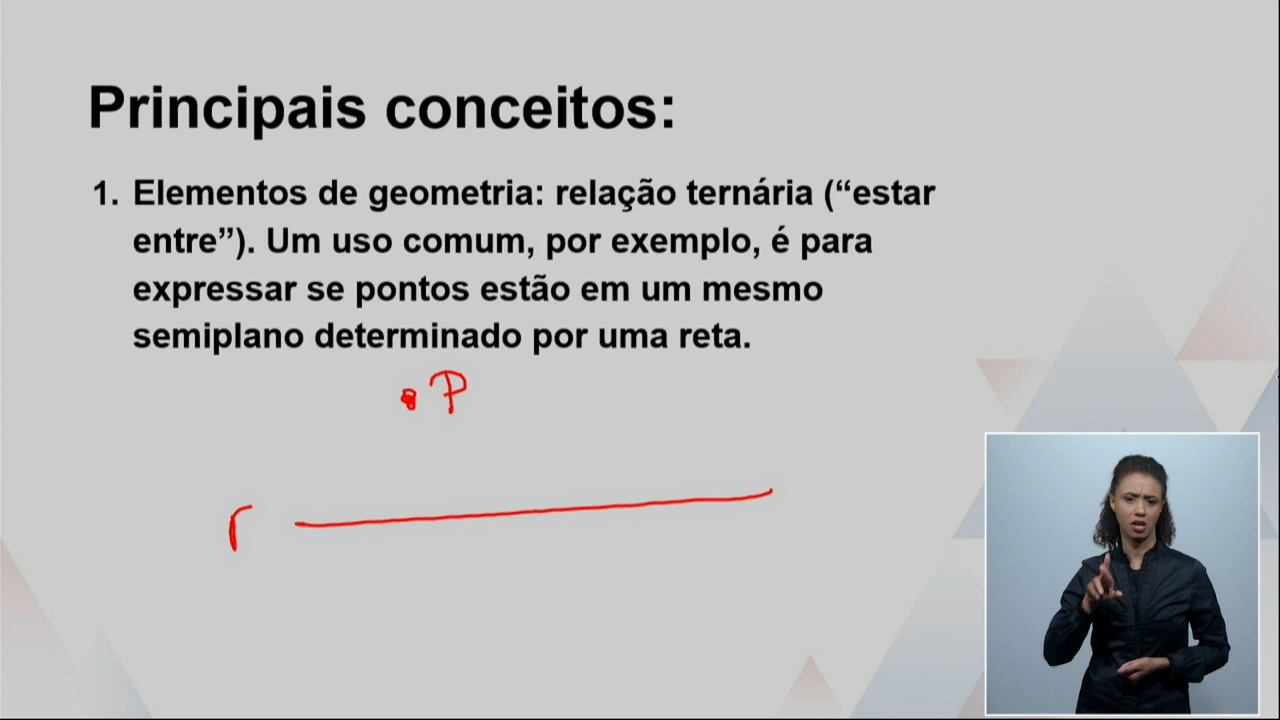 Principais conceitos:
1. Elementos de geometria: relação ternária (“estar
entre”). Um uso comum, por exemplo, é para
expressar se pontos estão em um mesmo
semiplano determinado por uma reta.
P
r